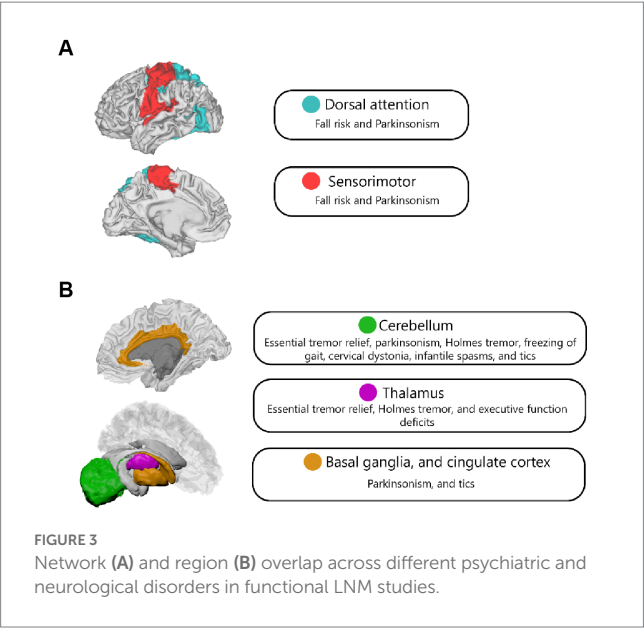 A
Dorsal attention
Fall risk and Parkinsonism
Sensorimotor
Fall risk and Parkinsonism
B
Cerebellum
Essential tremor relief, parkinsonism, Holmes tremor, freezing of
gait, cervical dystonia, infantile spasms, and tics
Thalamus
Essential tremor relief, Holmes tremor, and executive function
deficits
Basal ganglia, and cingulate cortex
Parkinsonism, and tics
FIGURE 3
Network (A) and region (B) overlap across different psychiatric and
neurological disorders in functional LNM studies.